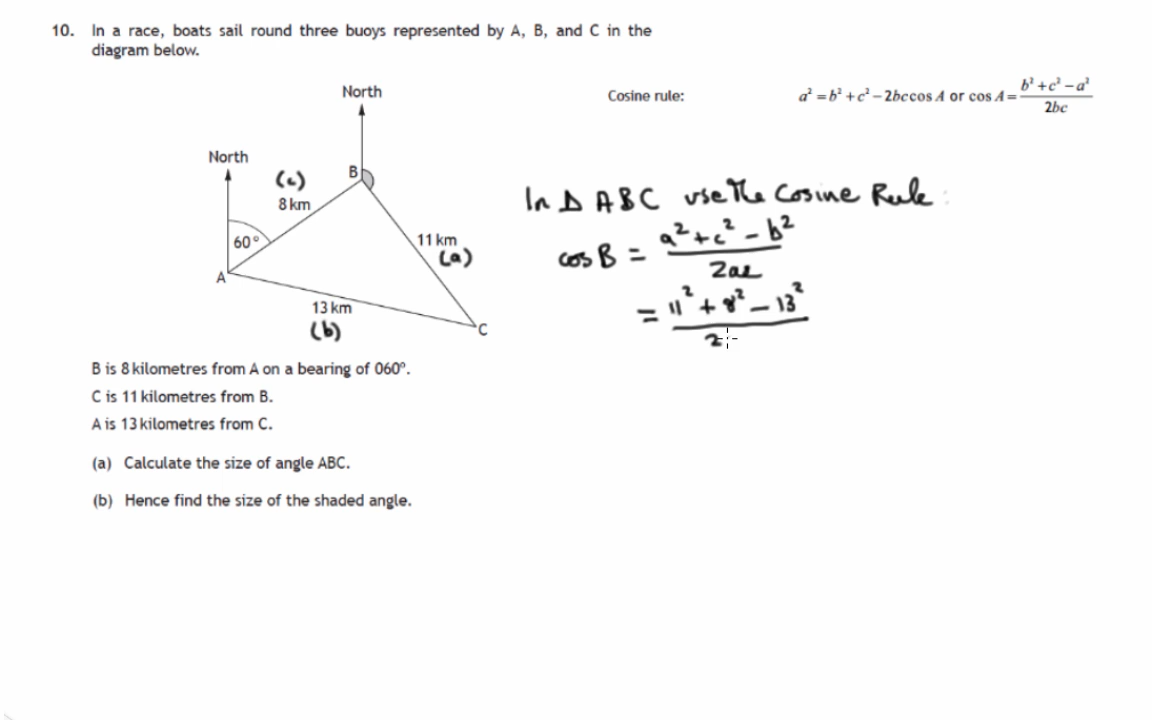 10. In a race, boats sail round three buoys represented by A, B, and C in the
diagram below.
North
Cosine rule: a² = b² + c² – 2bc cos A or cos A = b² + c² – a² / 2bc
North
(c)
B
8 km
60°
11 km
(a)
A
13 km
(b)
C
In Δ ABC use the Cosine Rule:
cos B = a² + c² – b² / 2ac
= 11² + 8² – 13² / 2
B is 8 kilometres from A on a bearing of 060°.
C is 11 kilometres from B.
A is 13 kilometres from C.
(a) Calculate the size of angle ABC.
(b) Hence find the size of the shaded angle.